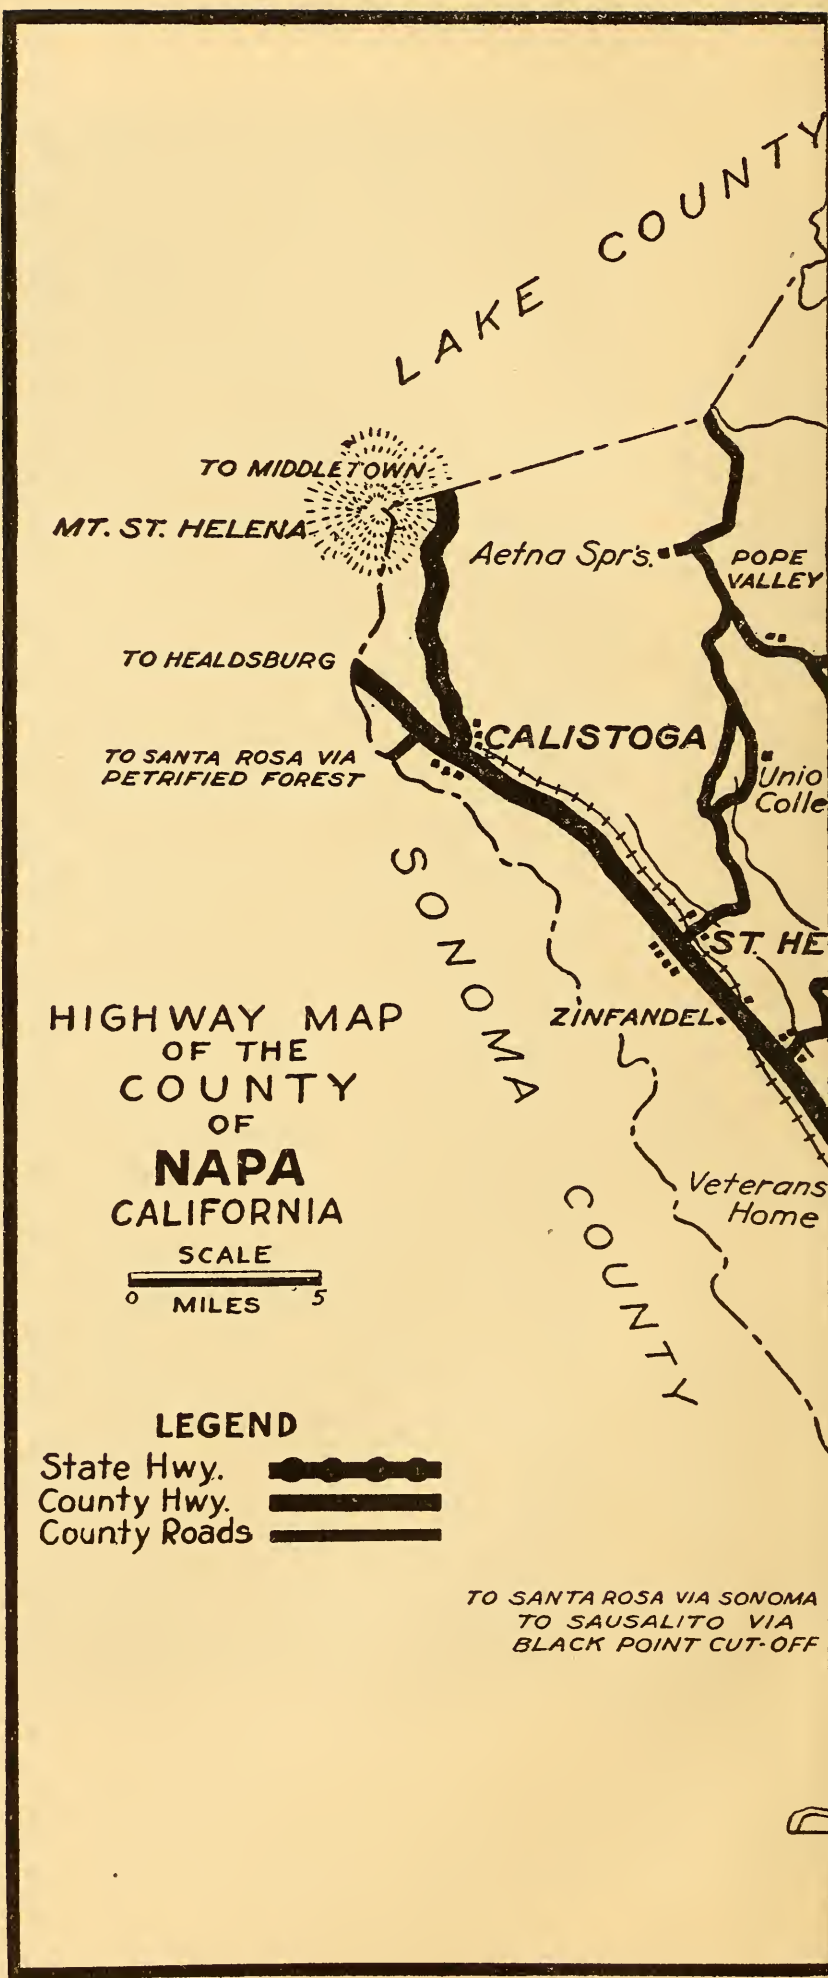 LAKE COUNTY
TO MIDDLETOWN
MT. ST. HELENA
Aetna Spr's.
POPE
VALLEY
TO HEALDSBURG
CALISTOGA
TO SANTA ROSA VIA
PETRIFIED FOREST
Unio
Colle
SONOMA
ST. HE
ZINFANDEL
HIGHWAY MAP
OF THE
COUNTY
OF
NAPA
CALIFORNIA
SCALE
0 5
MILES
Veterans
Home
COUNTY
LEGEND
State Hwy.
County Hwy.
County Roads
TO SANTA ROSA VIA SONOMA
TO SAUSALITO VIA
BLACK POINT CUT-OFF